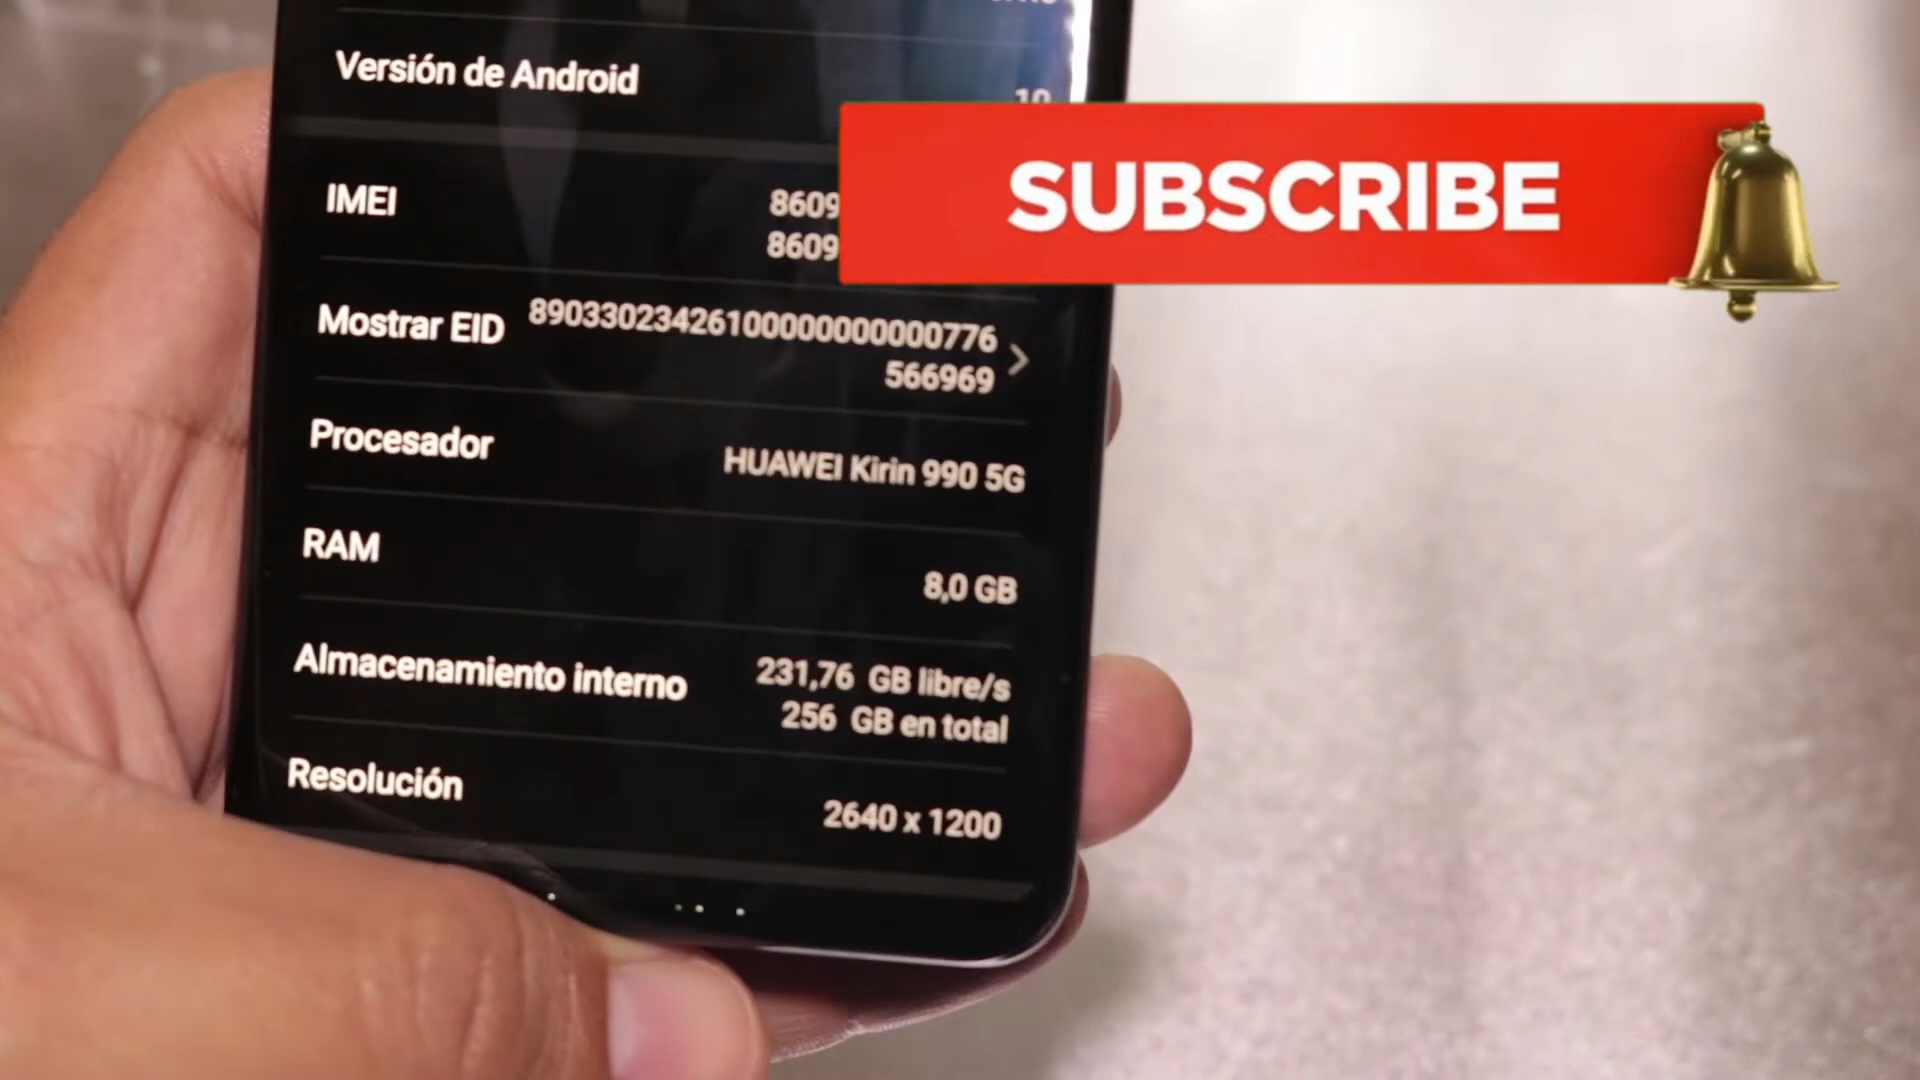 Versión de Android
10
SUBSCRIBE
IMEI
8609
8609
Mostrar EID
89033023426100000000000776
566969
Procesador
HUAWEI Kirin 990 5G
RAM
8,0 GB
Almacenamiento interno
231,76 GB libre/s
256 GB en total
Resolución
2640 x 1200